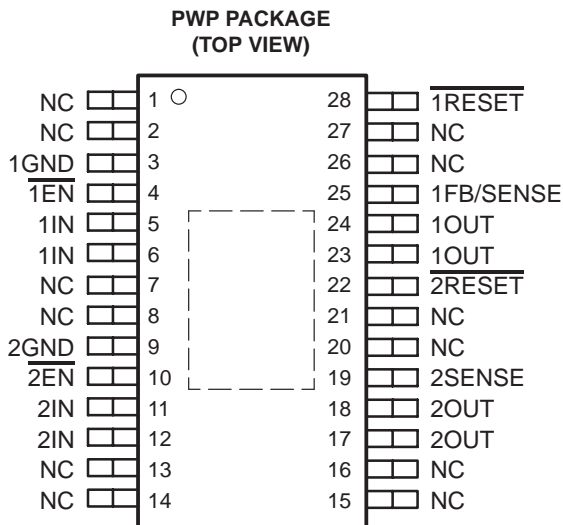 PWP PACKAGE
(TOP VIEW)
NC 1 28 1RESET
NC 2 27 NC
1GND 3 26 NC
1EN 4 25 1FB/SENSE
1IN 5 24 1OUT
1IN 6 23 1OUT
NC 7 22 2RESET
NC 8 21 NC
2GND 9 20 NC
2EN 10 19 2SENSE
2IN 11 18 2OUT
2IN 12 17 2OUT
NC 13 16 NC
NC 14 15 NC